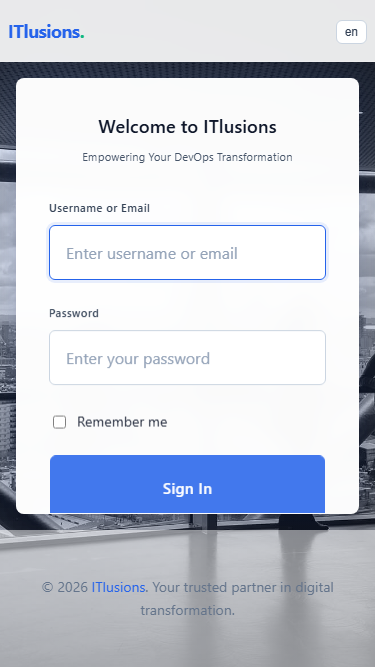 ITlusions.
en
Welcome to ITlusions
Empowering Your DevOps Transformation
Username or Email
Enter username or email
Password
Enter your password
Remember me
Sign In
© 2026 ITlusions. Your trusted partner in digital
transformation.